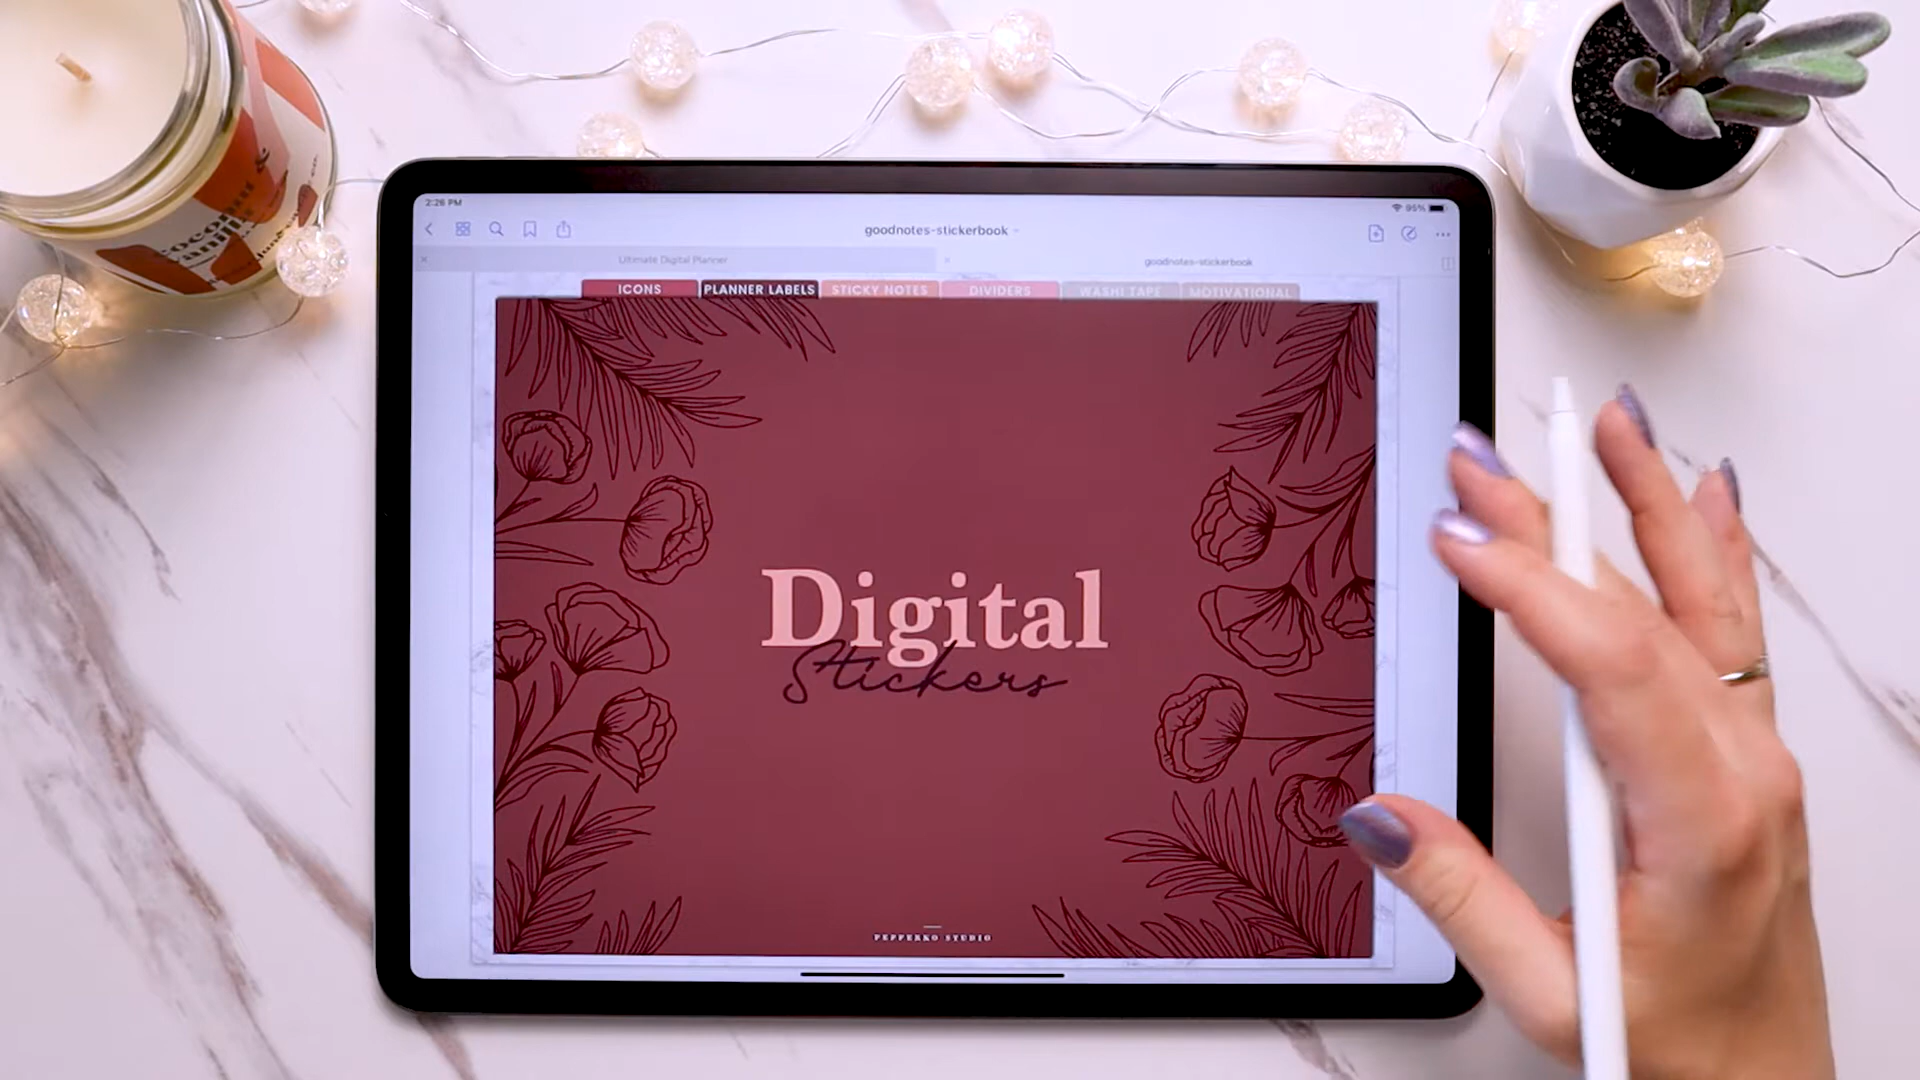 2:26 PM
95%
goodnotes-stickerbook
Ultimate Digital Planner
goodnotes-stickerbook
ICONS
PLANNER LABELS
STICKY NOTES
DIVIDERS
WASHI TAPE
MOTIVATIONAL
Digital
Stickers
PEPPERKO STUDIO